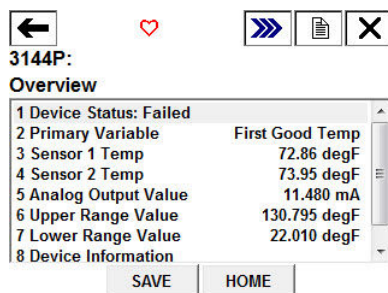 3144P:
Overview
1 Device Status: Failed
2 Primary Variable First Good Temp
3 Sensor 1 Temp 72.86 degF
4 Sensor 2 Temp 73.95 degF
5 Analog Output Value 11.480 mA
6 Upper Range Value 130.795 degF
7 Lower Range Value 22.010 degF
8 Device Information
SAVE HOME